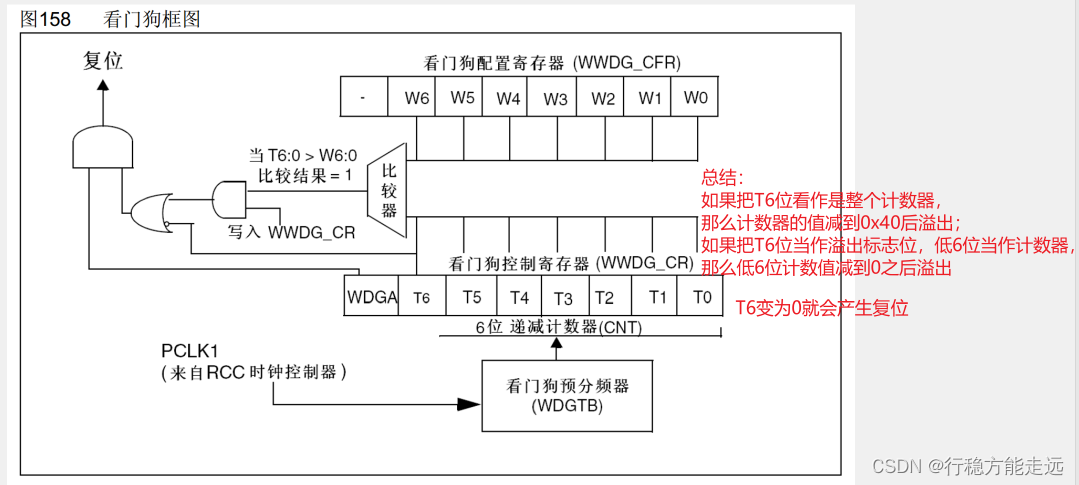 图158 看门狗框图
复位
看门狗配置寄存器 (WWDG_CFR)
- W6 W5 W4 W3 W2 W1 W0
当 T6:0 > W6:0
比较结果 = 1
比较器
写入 WWDG_CR
总结：
如果把T6位看作是整个计数器，
那么计数器的值减到0x40后溢出；
如果把T6位当作溢出标志位，低6位当作计数器，
那么低6位计数值减到0之后溢出
看门狗控制寄存器 (WWDG_CR)
WDGA T6 T5 T4 T3 T2 T1 T0
T6变为0就会产生复位
6位 递减计数器(CNT)
PCLK1
(来自RCC 时钟控制器)
看门狗预分频器
(WDGTB)
CSDN @行稳方能走远